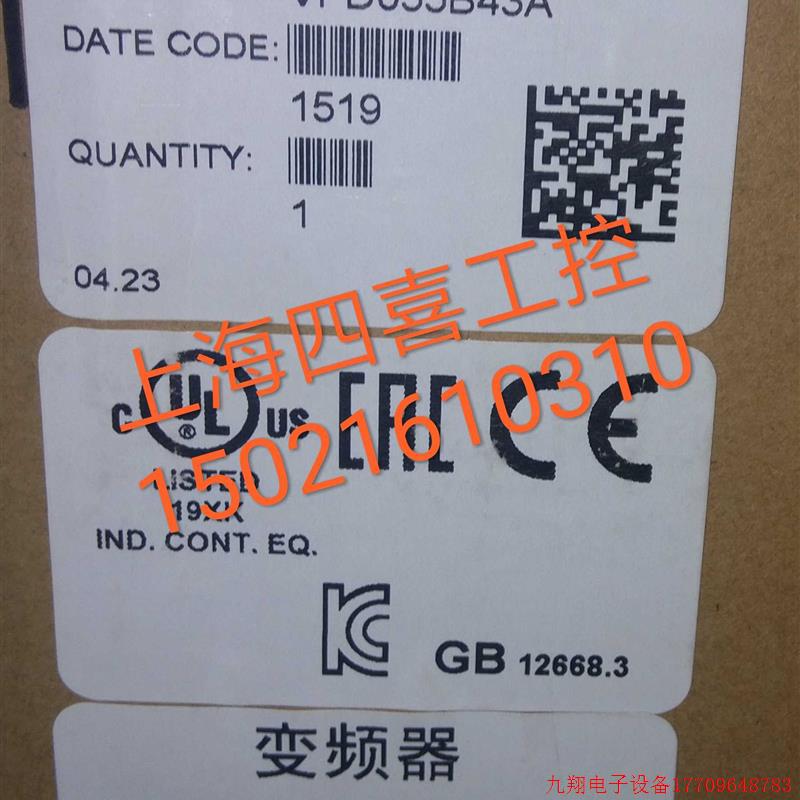 VFD055B43A
DATE CODE:
1519
QUANTITY:
1
04.23
上海四喜工控
15021610310
C UL ® US EAC CE
LISTED
19XK
IND. CONT. EQ.
KC
GB 12668.3
变频器
九翔电子设备17709648783